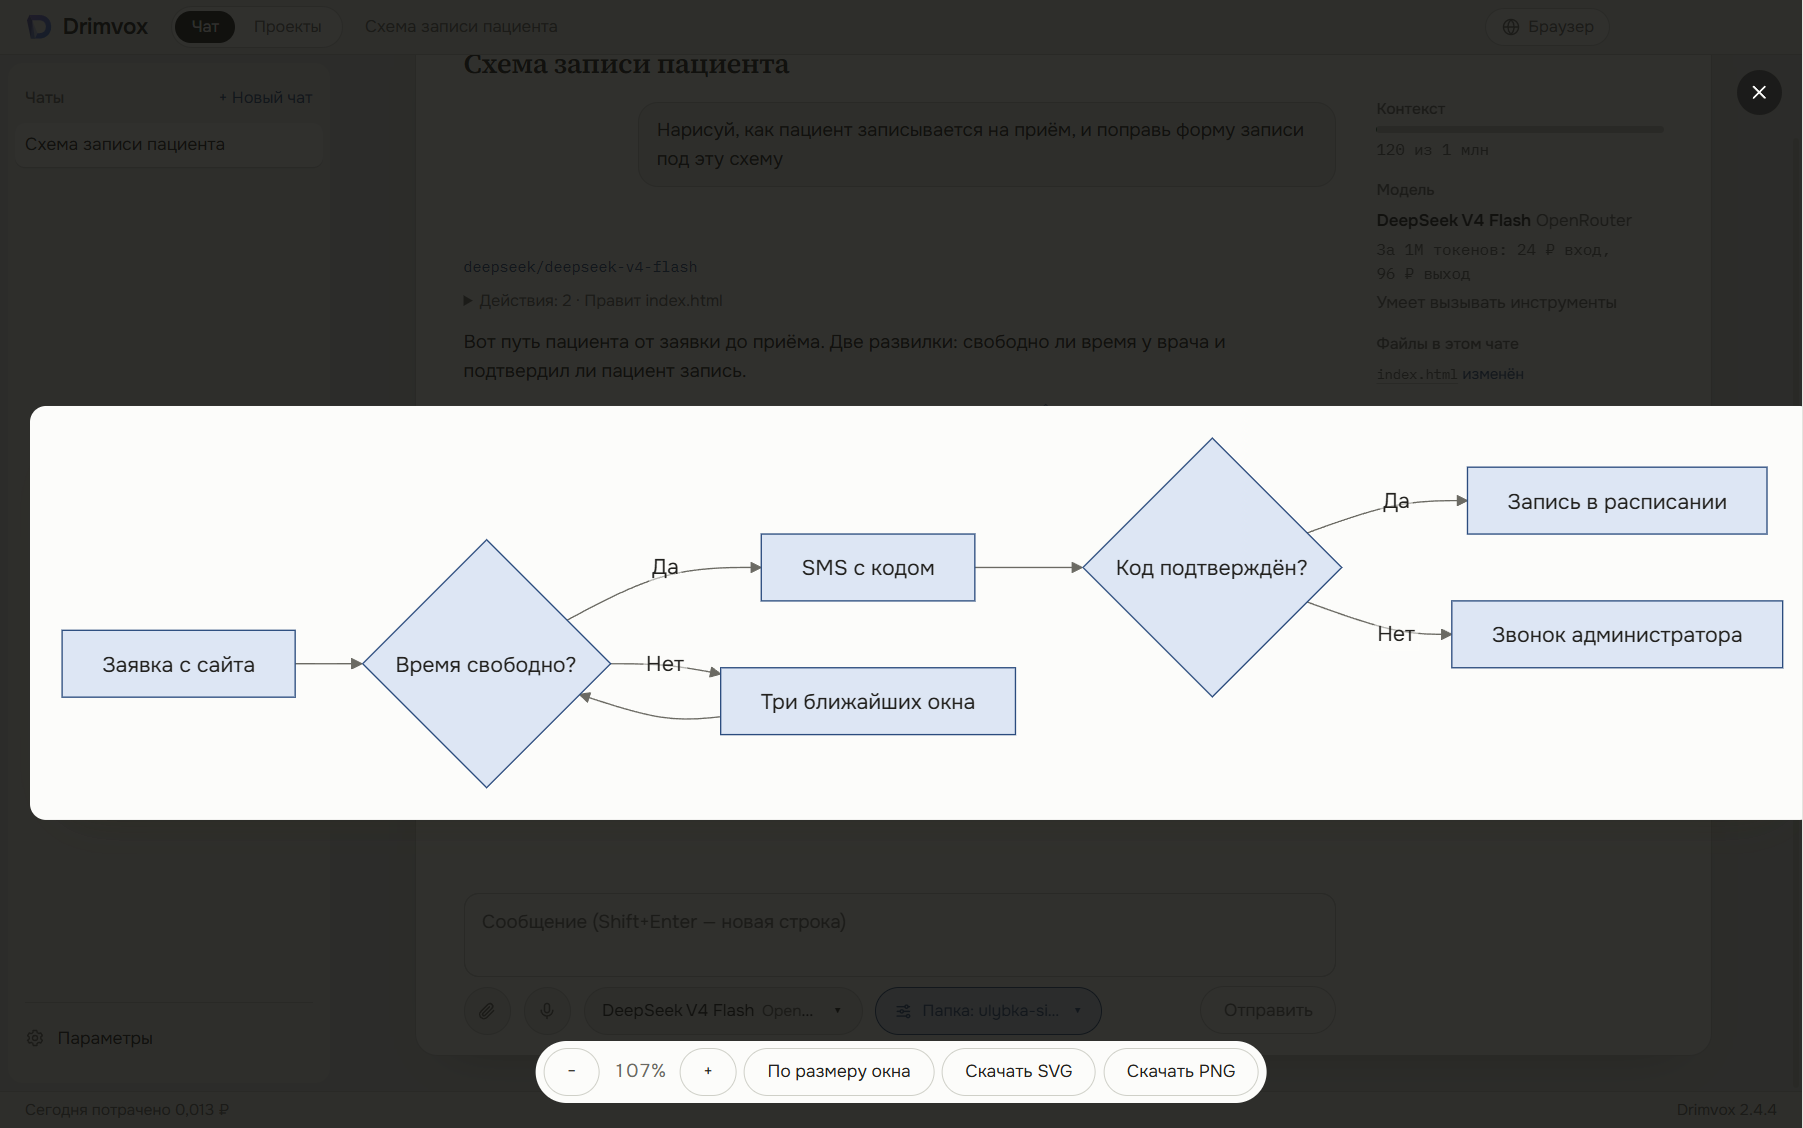 Drimvox
Чат
Проекты
Схема записи пациента
Браузер
Чаты
+ Новый чат
Схема записи пациента
Схема записи пациента
Нарисуй, как пациент записывается на приём, и поправь форму записи
под эту схему
deepseek/deepseek-v4-flash
Действия: 2 · Правит index.html
Вот путь пациента от заявки до приёма. Две развилки: свободно ли время у врача и
подтвердил ли пациент запись.
Контекст
120 из 1 млн
Модель
DeepSeek V4 Flash OpenRouter
За 1М токенов: 24 ₽ вход,
96 ₽ выход
Умеет вызывать инструменты
Файлы в этом чате
index.html изменён
Заявка с сайта
Время свободно?
Да
Нет
SMS с кодом
Три ближайших окна
Код подтверждён?
Да
Нет
Запись в расписании
Звонок администратора
Сообщение (Shift+Enter — новая строка)
DeepSeek V4 Flash Open...
Папка: ulybka-si...
Отправить
Параметры
- 107% +
По размеру окна
Скачать SVG
Скачать PNG
Сегодня потрачено 0,013 ₽
Drimvox 2.4.4